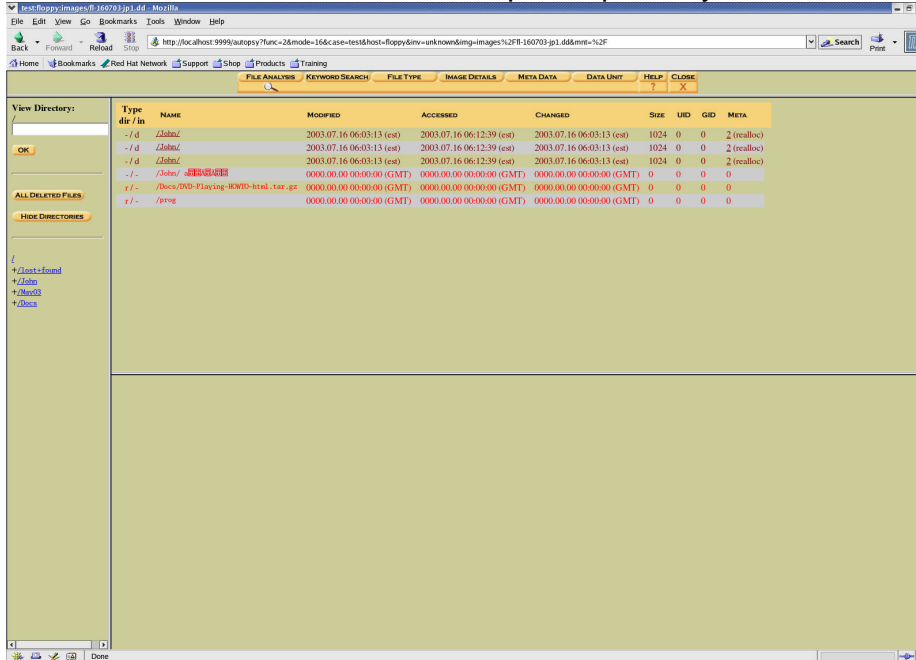 test:floppy:images/fl-160703-jp1.dd - Mozilla
File Edit View Go Bookmarks Tools Window Help
Back Forward Reload Stop http://localhost:9999/autopsy?func=2&mode=16&case=test&host=floppy&inv=unknown&img=images%2Ffl-160703-jp1.dd&mnt=%2F Search Print
Home Bookmarks Red Hat Network Support Shop Products Training
FILE ANALYSIS KEYWORD SEARCH FILE TYPE IMAGE DETAILS META DATA DATA UNIT HELP CLOSE
? X
View Directory:
/
OK
ALL DELETED FILES
HIDE DIRECTORIES
/
+/lost+found
+/John
+/May03
+/Docs
Type dir / in NAME MODIFIED ACCESSED CHANGED SIZE UID GID META
- / d /John/ 2003.07.16 06:03:13 (est) 2003.07.16 06:12:39 (est) 2003.07.16 06:03:13 (est) 1024 0 0 2 (realloc)
- / d /John/ 2003.07.16 06:03:13 (est) 2003.07.16 06:12:39 (est) 2003.07.16 06:03:13 (est) 1024 0 0 2 (realloc)
- / d /John/ 2003.07.16 06:03:13 (est) 2003.07.16 06:12:39 (est) 2003.07.16 06:03:13 (est) 1024 0 0 2 (realloc)
- / - /John/ 0000.00.00 00:00:00 (GMT) 0000.00.00 00:00:00 (GMT) 0000.00.00 00:00:00 (GMT) 0 0 0 0
r / - /Docs/DVD-Playing-HOWTO-html.tar.gz 0000.00.00 00:00:00 (GMT) 0000.00.00 00:00:00 (GMT) 0000.00.00 00:00:00 (GMT) 0 0 0 0
r / - /prog 0000.00.00 00:00:00 (GMT) 0000.00.00 00:00:00 (GMT) 0000.00.00 00:00:00 (GMT) 0 0 0 0
Done